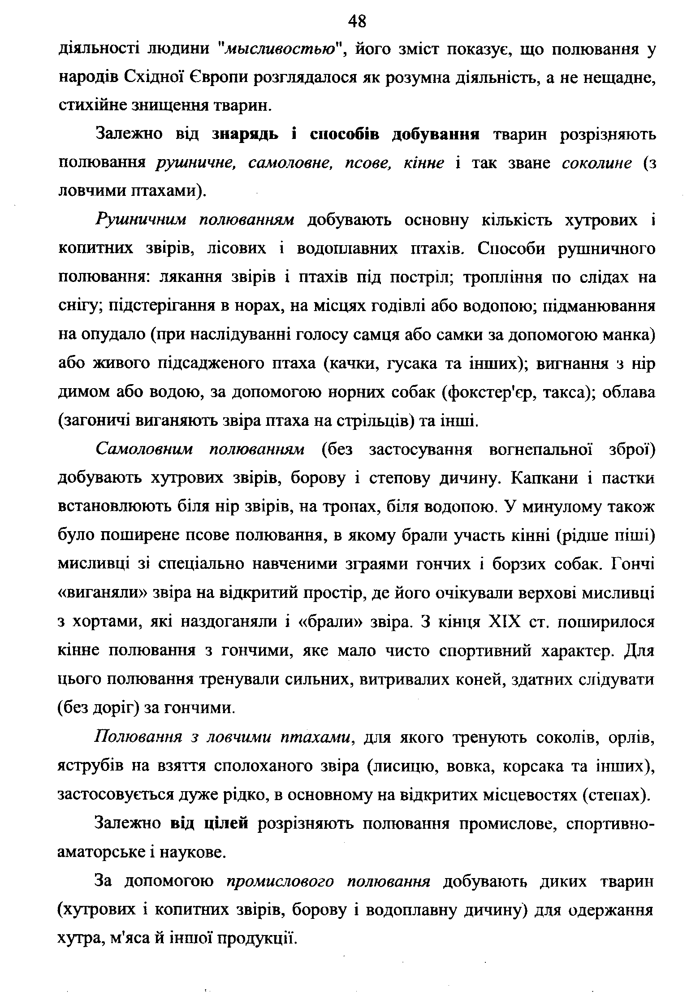 48
діяльності людини "мысливостью", його зміст показує, що полювання у
народів Східної Європи розглядалося як розумна діяльність, а не нещадне,
стихійне знищення тварин.
Залежно від знарядь і способів добування тварин розрізняють
полювання рушничне, самоловне, псове, кінне і так зване соколине (з
ловчими птахами).
Рушничним полюванням добувають основну кількість хутрових і
копитних звірів, лісових і водоплавних птахів. Способи рушничного
полювання: лякання звірів і птахів під постріл; тропління по слідах на
снігу; підстерігання в норах, на місцях годівлі або водопою; підманювання
на опудало (при наслідуванні голосу самця або самки за допомогою манка)
або живого підсадженого птаха (качки, гусака та інших); вигнання з нір
димом або водою, за допомогою норних собак (фокстер'єр, такса); облава
(загоничі виганяють звіра птаха на стрільців) та інші.
Самоловним полюванням (без застосування вогнепальної зброї)
добувають хутрових звірів, борову і степову дичину. Капкани і пастки
встановлюють біля нір звірів, на тропах, біля водопою. У минулому також
було поширене псове полювання, в якому брали участь кінні (рідше піші)
мисливці зі спеціально навченими зграями гончих і борзих собак. Гончі
«виганяли» звіра на відкритий простір, де його очікували верхові мисливці
з хортами, які наздоганяли і «брали» звіра. З кінця XIX ст. поширилося
кінне полювання з гончими, яке мало чисто спортивний характер. Для
цього полювання тренували сильних, витривалих коней, здатних слідувати
(без доріг) за гончими.
Полювання з ловчими птахами, для якого тренують соколів, орлів,
яструбів на взяття сполоханого звіра (лисицю, вовка, корсака та інших),
застосовується дуже рідко, в основному на відкритих місцевостях (степах).
Залежно від цілей розрізняють полювання промислове, спортивно-
аматорське і наукове.
За допомогою промислового полювання добувають диких тварин
(хутрових і копитних звірів, борову і водоплавну дичину) для одержання
хутра, м'яса й іншої продукції.